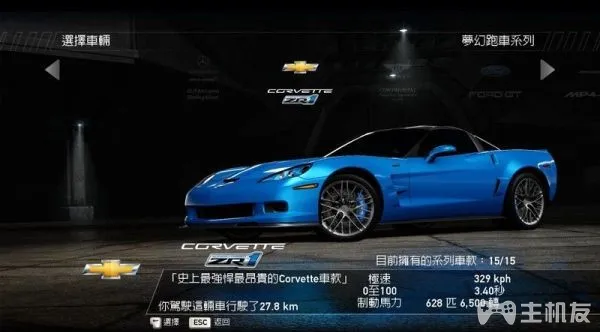 選擇車輛
夢幻跑車系列
CORVETTE
ZR1
FORD GT
CORVETTE
ZR1
目前擁有的系列車款：15/15
「史上最強悍最昂貴的Corvette車款」
極速 329 kph
0至100 3.40秒
制動馬力 628 匹 6,500 轉
你駕駛這輛車行駛了27.8 km
選擇 ESC 返回
主机友